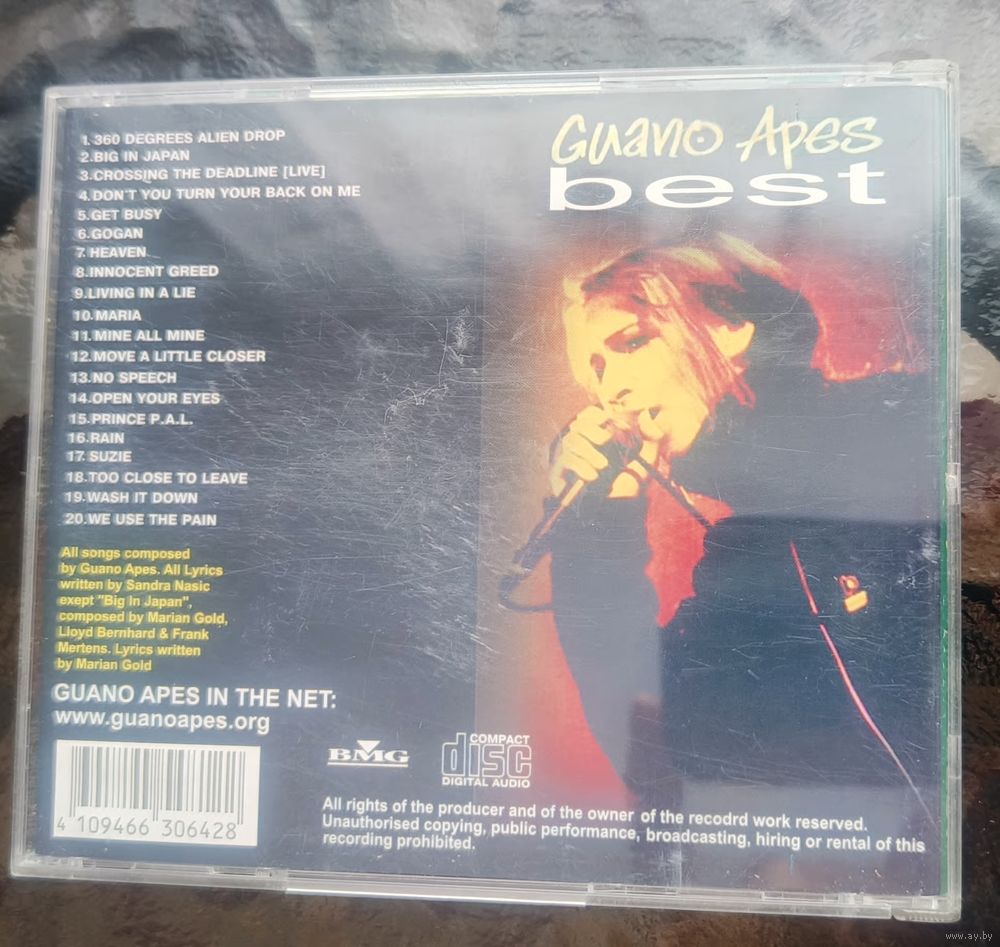 Guano Apes
best
1.360 DEGREES ALIEN DROP
2.BIG IN JAPAN
3.CROSSING THE DEADLINE [LIVE]
4.DON'T YOU TURN YOUR BACK ON ME
5.GET BUSY
6.GOGAN
7.HEAVEN
8.INNOCENT GREED
9.LIVING IN A LIE
10.MARIA
11.MINE ALL MINE
12.MOVE A LITTLE CLOSER
13.NO SPEECH
14.OPEN YOUR EYES
15.PRINCE P.A.L.
16.RAIN
17.SUZIE
18.TOO CLOSE TO LEAVE
19.WASH IT DOWN
20.WE USE THE PAIN
All songs composed
by Guano Apes. All Lyrics
written by Sandra Nasic
exept "Big In Japan",
composed by Marian Gold,
Lloyd Bernhard & Frank
Mertens. Lyrics written
by Marian Gold
GUANO APES IN THE NET:
www.guanoapes.org
4 109466 306428
BMG
COMPACT
disc
DIGITAL AUDIO
All rights of the producer and of the owner of the recodrd work reserved.
Unauthorised copying, public performance, broadcasting, hiring or rental of this
recording prohibited.
www.ay.by